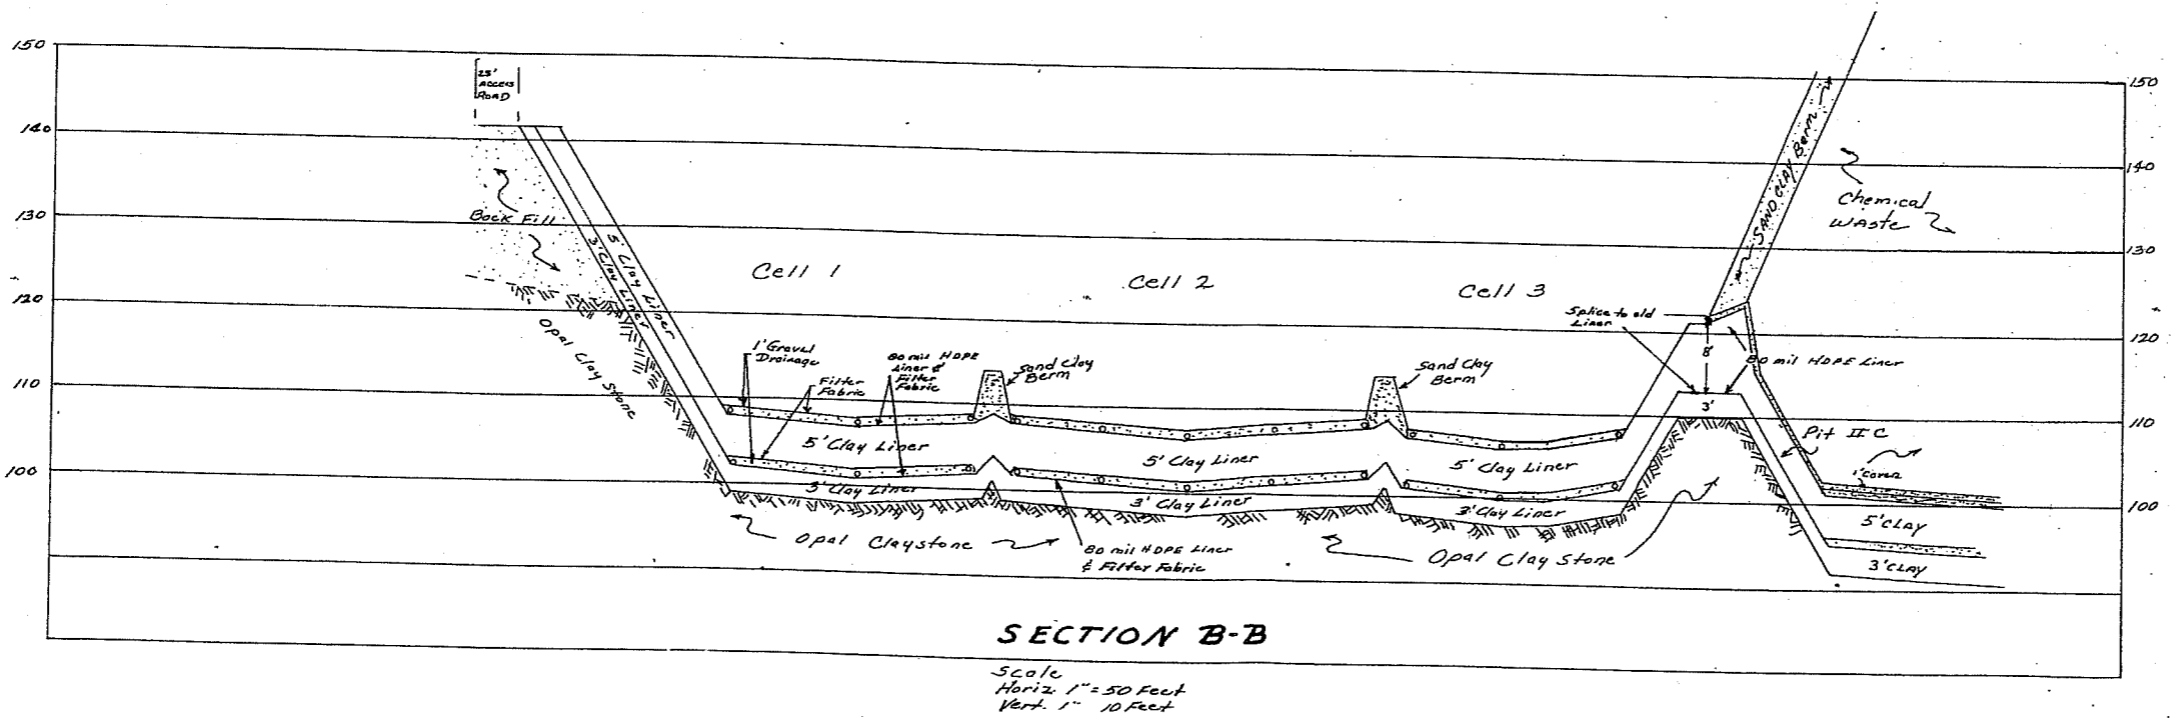 150
150
25'
ACCESS
ROAD
140
140
130
Back Fill
130
3' Clay Liner
5' Clay Liner
SAND CLAY Berm
Chemical
WASte
Cell 1
Cell 2
Cell 3
120
120
Splice to old
Liner
8'
80 mil HDPE Liner
3'
Opal Clay Stone
1' Gravel
Drainage
Filter
Fabric
80 mil HDPE
Liner &
Filter
Fabric
Sand Clay
Berm
Sand Clay
Berm
110
110
Pit II C
1' Cover
5' Clay Liner
5' Clay Liner
5' Clay Liner
100
100
3' Clay Liner
3' Clay Liner
3' Clay Liner
5' CLAY
3' CLAY
Opal Claystone
80 mil HDPE Liner
& Filter Fabric
Opal Clay Stone
SECTION B-B
Scale
Horiz. 1" = 50 Feet
Vert. 1" 10 Feet